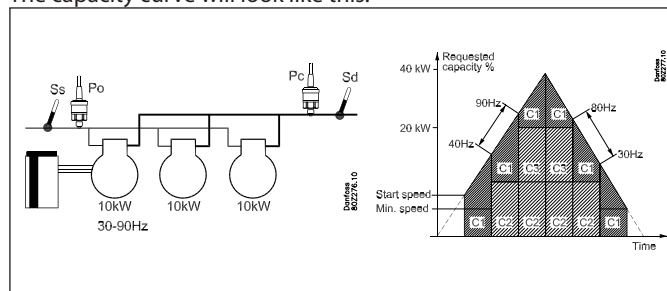 The capacity curve will look like this:
Ss
Po
Pc
Sd
10kW
10kW
10kW
30-90Hz
Danfoss
80Z276.10
Requested
capacity %
40 kW
20 kW
Start speed
Min. speed
90Hz
40Hz
80Hz
30Hz
C1
C1
C1
C3
C3
C1
C1
C2
C2
C2
C2
C1
Time
Danfoss
80Z277.10